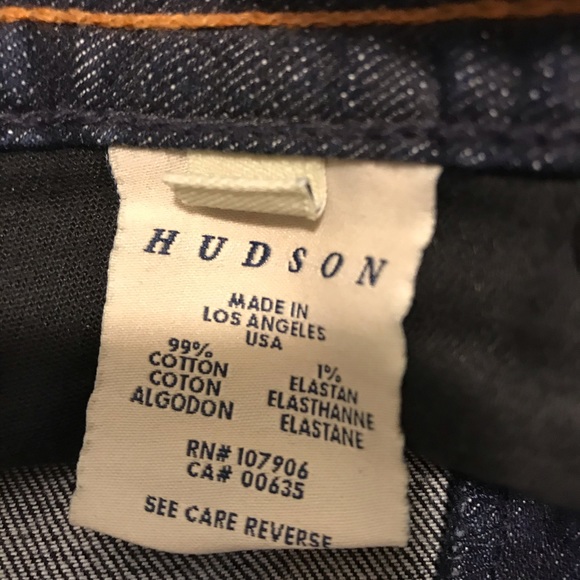 HUDSON
MADE IN
LOS ANGELES
USA
99%
COTTON
COTON
ALGODON
1%
ELASTAN
ELASTHANNE
ELASTANE
RN# 107906
CA# 00635
SEE CARE REVERSE